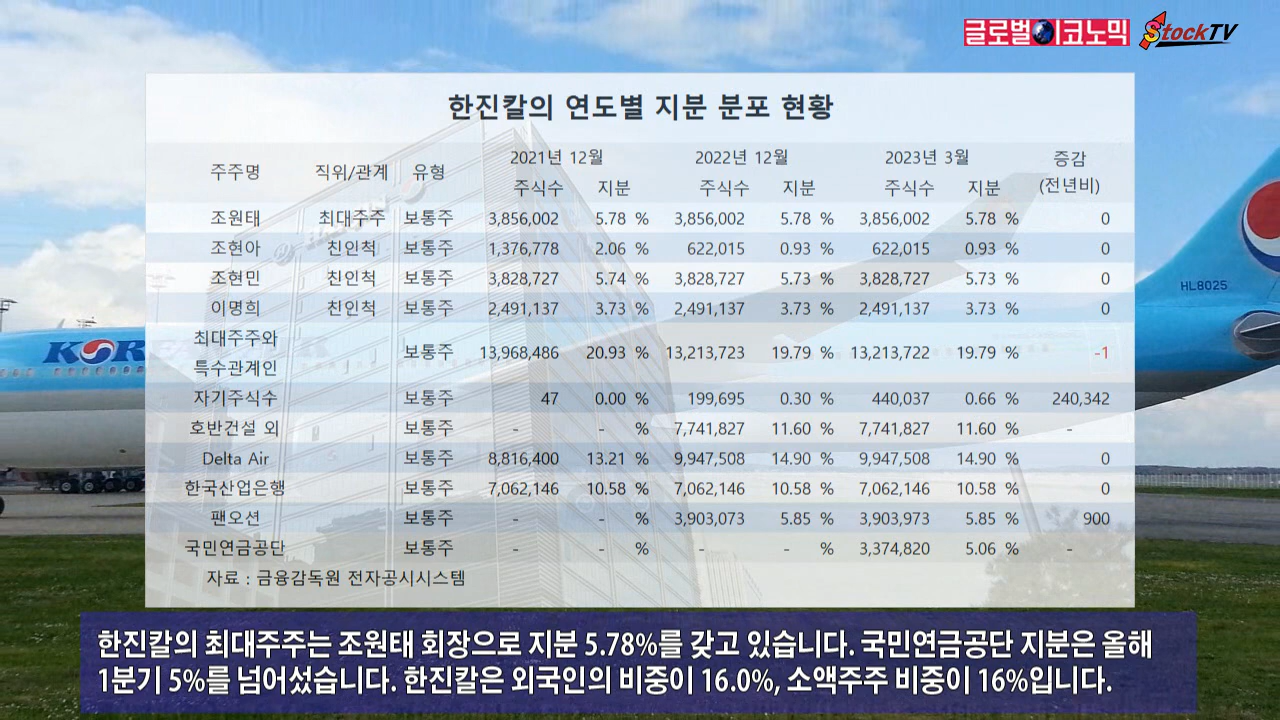 글로벌이코노믹 StockTV
한진칼의 연도별 지분 분포 현황
주주명 직위/관계 유형 2021년 12월 2022년 12월 2023년 3월 증감 (전년비)
주식수 지분 주식수 지분 주식수 지분
조원태 최대주주 보통주 3,856,002 5.78 % 3,856,002 5.78 % 3,856,002 5.78 % 0
조현아 친인척 보통주 1,376,778 2.06 % 622,015 0.93 % 622,015 0.93 % 0
조현민 친인척 보통주 3,828,727 5.74 % 3,828,727 5.73 % 3,828,727 5.73 % 0
이명희 친인척 보통주 2,491,137 3.73 % 2,491,137 3.73 % 2,491,137 3.73 % 0
최대주주와 특수관계인 보통주 13,968,486 20.93 % 13,213,723 19.79 % 13,213,722 19.79 % -1
자기주식수 보통주 47 0.00 % 199,695 0.30 % 440,037 0.66 % 240,342
호반건설 외 보통주 - - % 7,741,827 11.60 % 7,741,827 11.60 % -
Delta Air 보통주 8,816,400 13.21 % 9,947,508 14.90 % 9,947,508 14.90 % 0
한국산업은행 보통주 7,062,146 10.58 % 7,062,146 10.58 % 7,062,146 10.58 % 0
팬오션 보통주 - - % 3,903,073 5.85 % 3,903,973 5.85 % 900
국민연금공단 보통주 - - % - - % 3,374,820 5.06 % -
자료 : 금융감독원 전자공시시스템
HL8025
한진칼의 최대주주는 조원태 회장으로 지분 5.78%를 갖고 있습니다. 국민연금공단 지분은 올해
1분기 5%를 넘어섰습니다. 한진칼은 외국인의 비중이 16.0%, 소액주주 비중이 16%입니다.